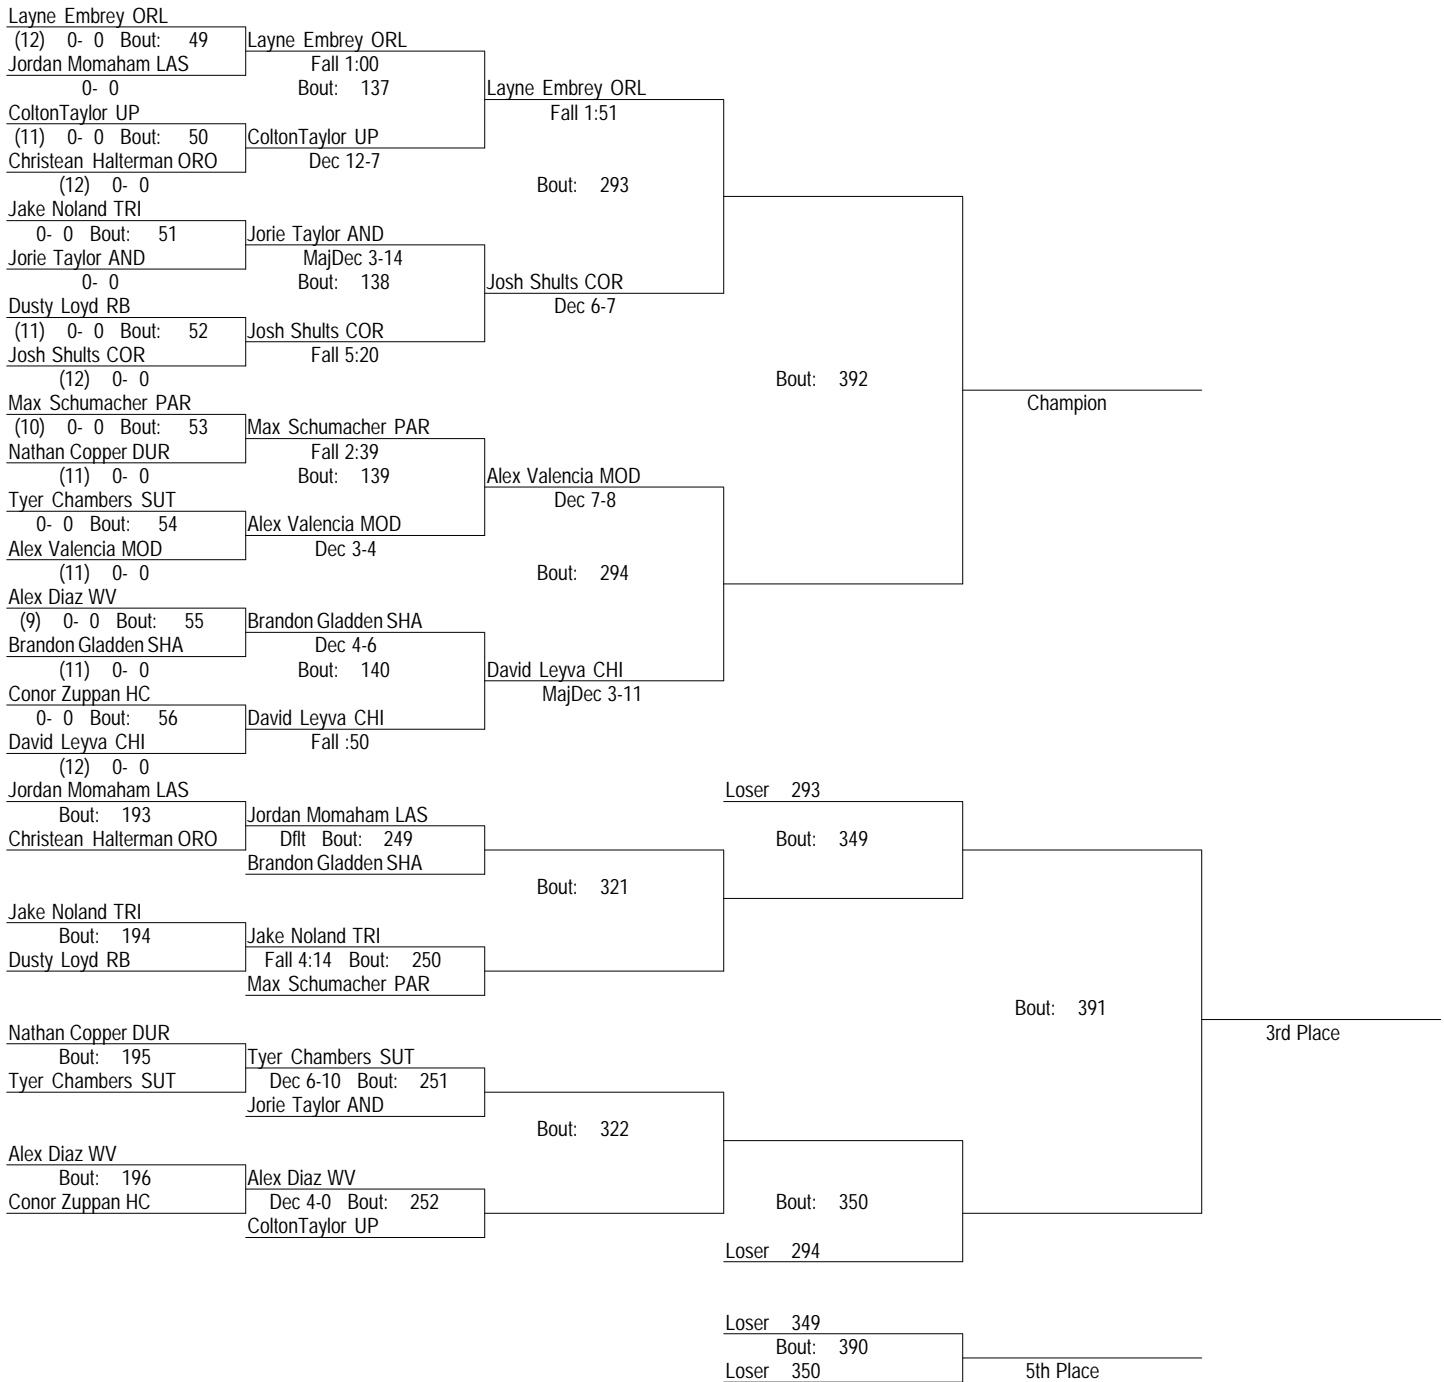 Layne Embrey ORL
(12) 0- 0 Bout: 49 Layne Embrey ORL
Jordan Momaham LAS Fall 1:00
0- 0 Bout: 137 Layne Embrey ORL
ColtonTaylor UP Fall 1:51
(11) 0- 0 Bout: 50 ColtonTaylor UP
Christean Halterman ORO Dec 12-7
(12) 0- 0 Bout: 293
Jake Noland TRI
0- 0 Bout: 51 Jorie Taylor AND
Jorie Taylor AND MajDec 3-14
0- 0 Bout: 138 Josh Shults COR
Dusty Loyd RB Dec 6-7
(11) 0- 0 Bout: 52 Josh Shults COR
Josh Shults COR Fall 5:20
(12) 0- 0 Bout: 392
Max Schumacher PAR Champion
(10) 0- 0 Bout: 53 Max Schumacher PAR
Nathan Copper DUR Fall 2:39
(11) 0- 0 Bout: 139 Alex Valencia MOD
Tyer Chambers SUT Dec 7-8
0- 0 Bout: 54 Alex Valencia MOD
Alex Valencia MOD Dec 3-4
(11) 0- 0 Bout: 294
Alex Diaz WV
(9) 0- 0 Bout: 55 Brandon Gladden SHA
Brandon Gladden SHA Dec 4-6
(11) 0- 0 Bout: 140 David Leyva CHI
Conor Zuppan HC MajDec 3-11
0- 0 Bout: 56 David Leyva CHI
David Leyva CHI Fall :50
(12) 0- 0
Jordan Momaham LAS Loser 293
Bout: 193 Jordan Momaham LAS
Christean Halterman ORO Dflt Bout: 249 Bout: 349
Brandon Gladden SHA
Bout: 321
Jake Noland TRI
Bout: 194 Jake Noland TRI
Dusty Loyd RB Fall 4:14 Bout: 250
Max Schumacher PAR
Bout: 391
Nathan Copper DUR 3rd Place
Bout: 195 Tyer Chambers SUT
Tyer Chambers SUT Dec 6-10 Bout: 251
Jorie Taylor AND
Bout: 322
Alex Diaz WV
Bout: 196 Alex Diaz WV
Conor Zuppan HC Dec 4-0 Bout: 252 Bout: 350
ColtonTaylor UP
Loser 294
Loser 349
Bout: 390
Loser 350 5th Place